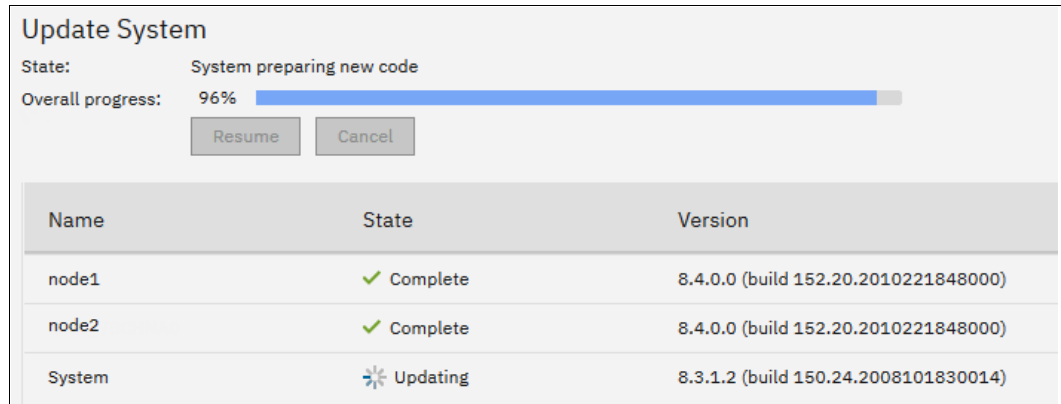 Update System
State: System preparing new code
Overall progress: 96%
Resume Cancel
Name State Version
node1 Complete 8.4.0.0 (build 152.20.2010221848000)
node2 Complete 8.4.0.0 (build 152.20.2010221848000)
System Updating 8.3.1.2 (build 150.24.2008101830014)